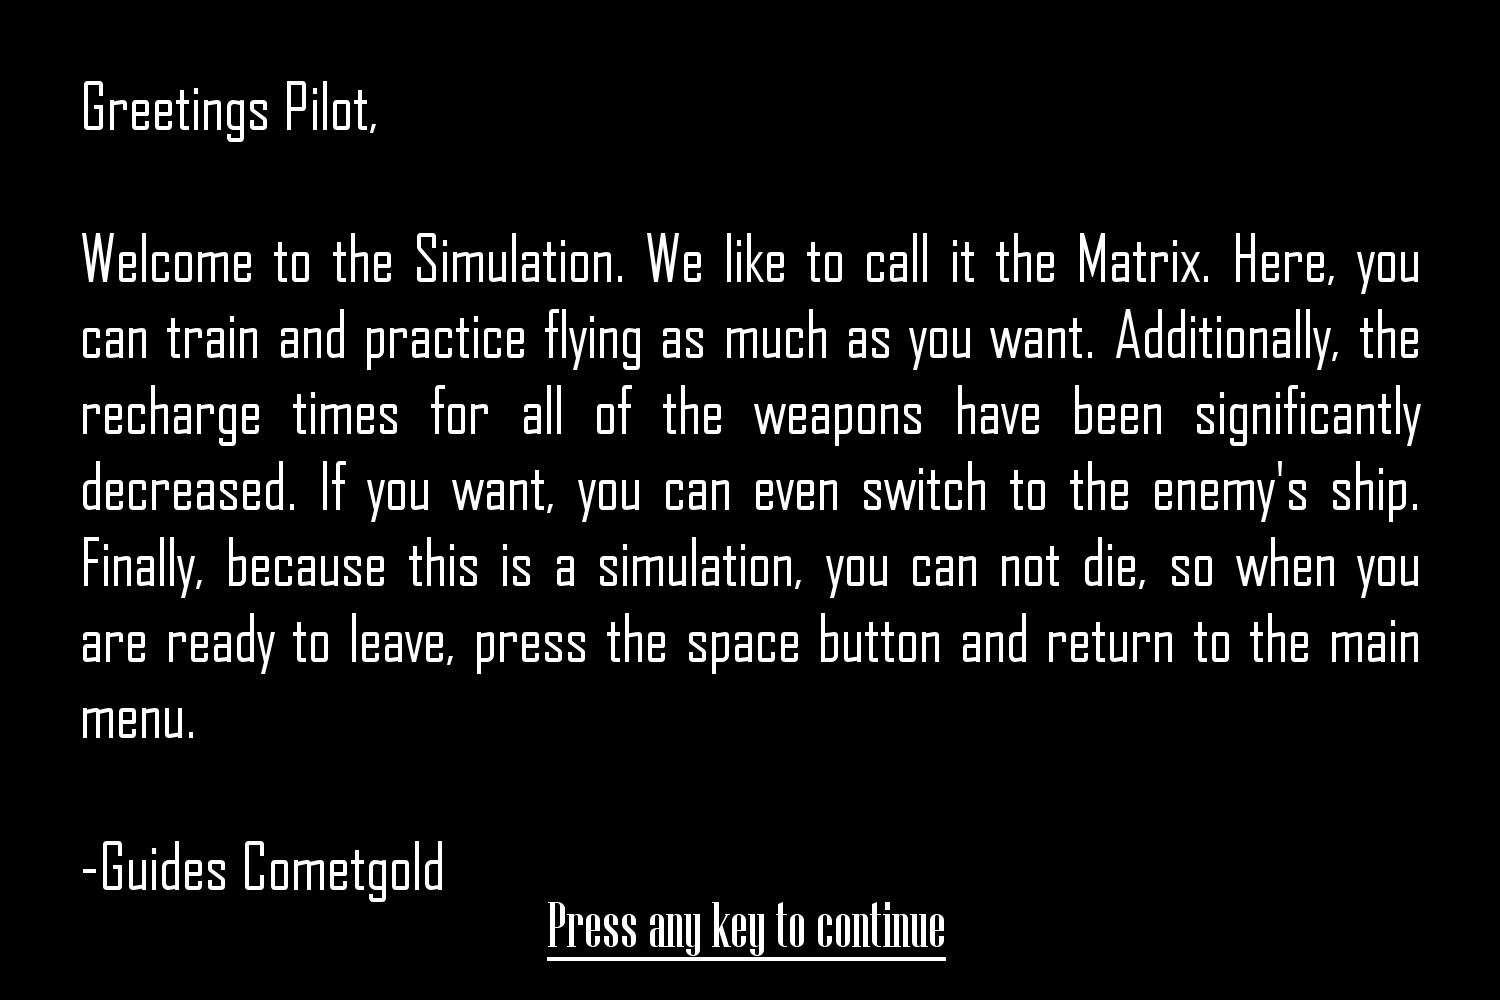 Greetings Pilot,
Welcome to the Simulation. We like to call it the Matrix. Here, you
can train and practice flying as much as you want. Additionally, the
recharge times for all of the weapons have been significantly
decreased. If you want, you can even switch to the enemy's ship.
Finally, because this is a simulation, you can not die, so when you
are ready to leave, press the space button and return to the main
menu.
-Guides Cometgold
Press any key to continue